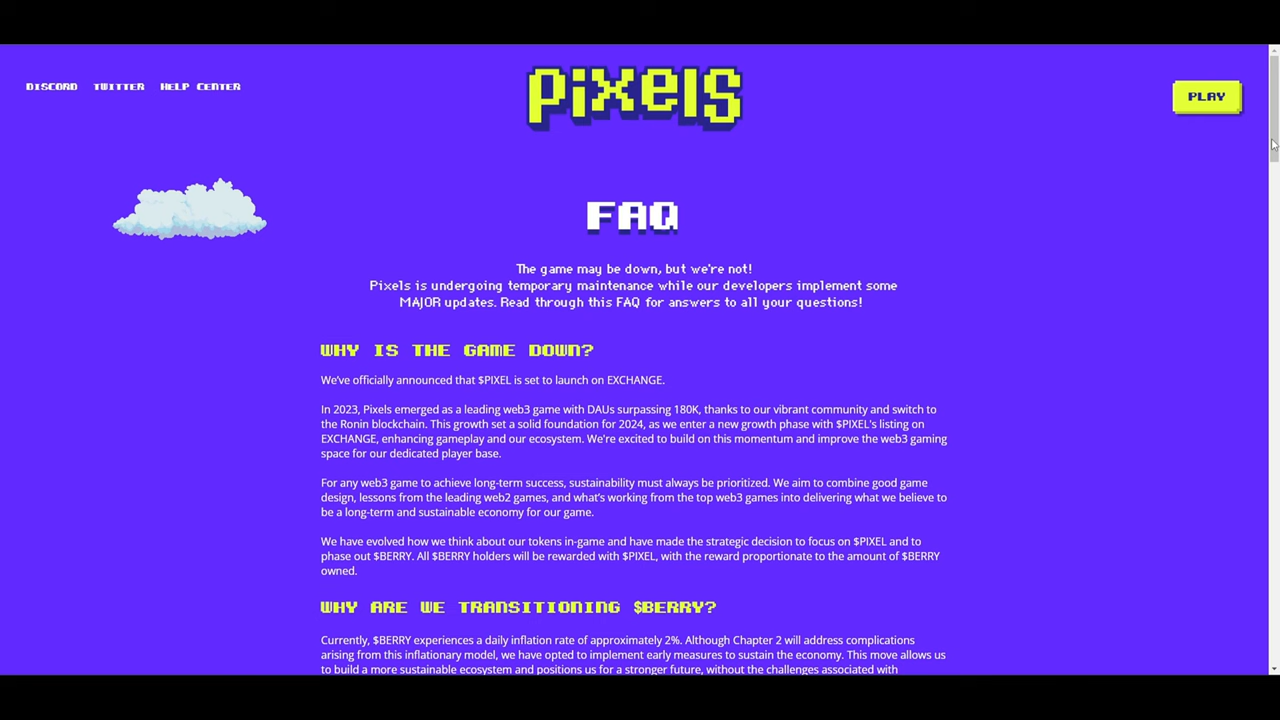 DISCORD TWITTER HELP CENTER
pixels
PLAY
FAQ
The game may be down, but we're not!
Pixels is undergoing temporary maintenance while our developers implement some
MAJOR updates. Read through this FAQ for answers to all your questions!
WHY IS THE GAME DOWN?
We've officially announced that $PIXEL is set to launch on EXCHANGE.
In 2023, Pixels emerged as a leading web3 game with DAUs surpassing 180K, thanks to our vibrant community and switch to
the Ronin blockchain. This growth set a solid foundation for 2024, as we enter a new growth phase with $PIXEL's listing on
EXCHANGE, enhancing gameplay and our ecosystem. We're excited to build on this momentum and improve the web3 gaming
space for our dedicated player base.
For any web3 game to achieve long-term success, sustainability must always be prioritized. We aim to combine good game
design, lessons from the leading web2 games, and what's working from the top web3 games into delivering what we believe to
be a long-term and sustainable economy for our game.
We have evolved how we think about our tokens in-game and have made the strategic decision to focus on $PIXEL and to
phase out $BERRY. All $BERRY holders will be rewarded with $PIXEL, with the reward proportionate to the amount of $BERRY
owned.
WHY ARE WE TRANSITIONING $BERRY?
Currently, $BERRY experiences a daily inflation rate of approximately 2%. Although Chapter 2 will address complications
arising from this inflationary model, we have opted to implement early measures to sustain the economy. This move allows us
to build a more sustainable ecosystem and positions us for a stronger future, without the challenges associated with